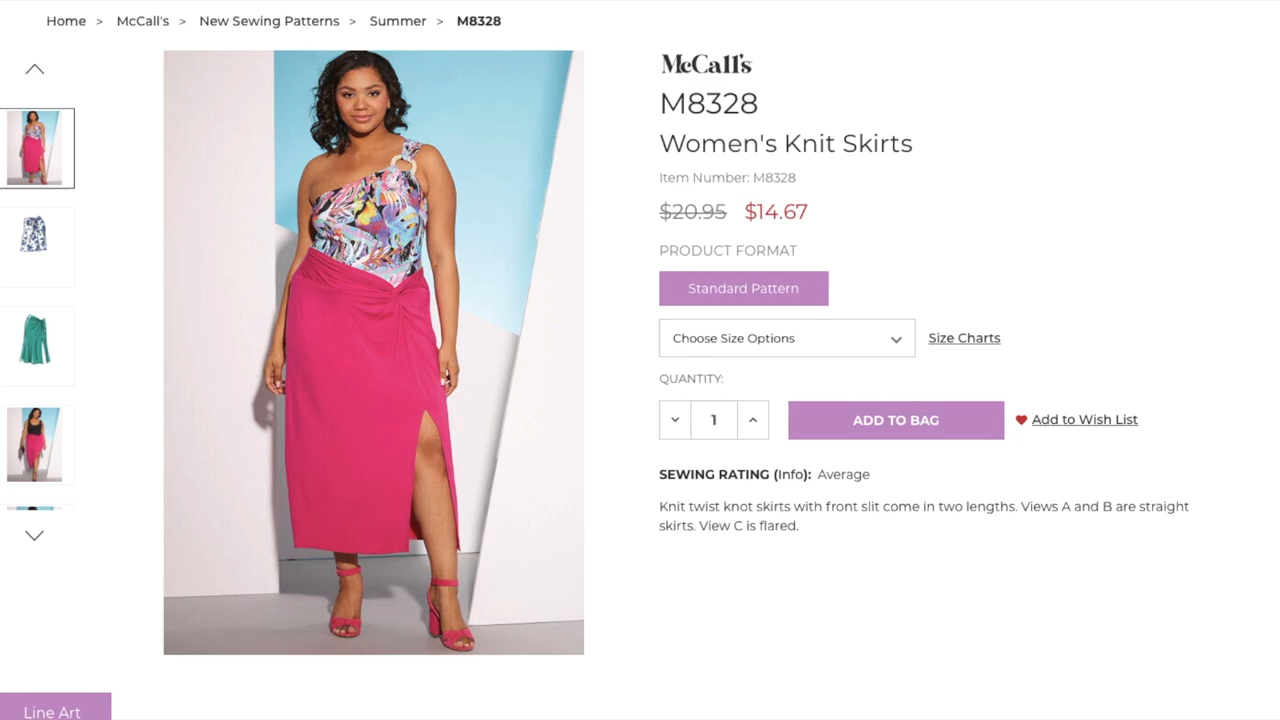 Home > McCall's > New Sewing Patterns > Summer > M8328
McCall's
M8328
Women's Knit Skirts
Item Number: M8328
$20.95 $14.67
PRODUCT FORMAT
Standard Pattern
Choose Size Options Size Charts
QUANTITY:
1 ADD TO BAG Add to Wish List
SEWING RATING (Info): Average
Knit twist knot skirts with front slit come in two lengths. Views A and B are straight
skirts. View C is flared.
Line Art